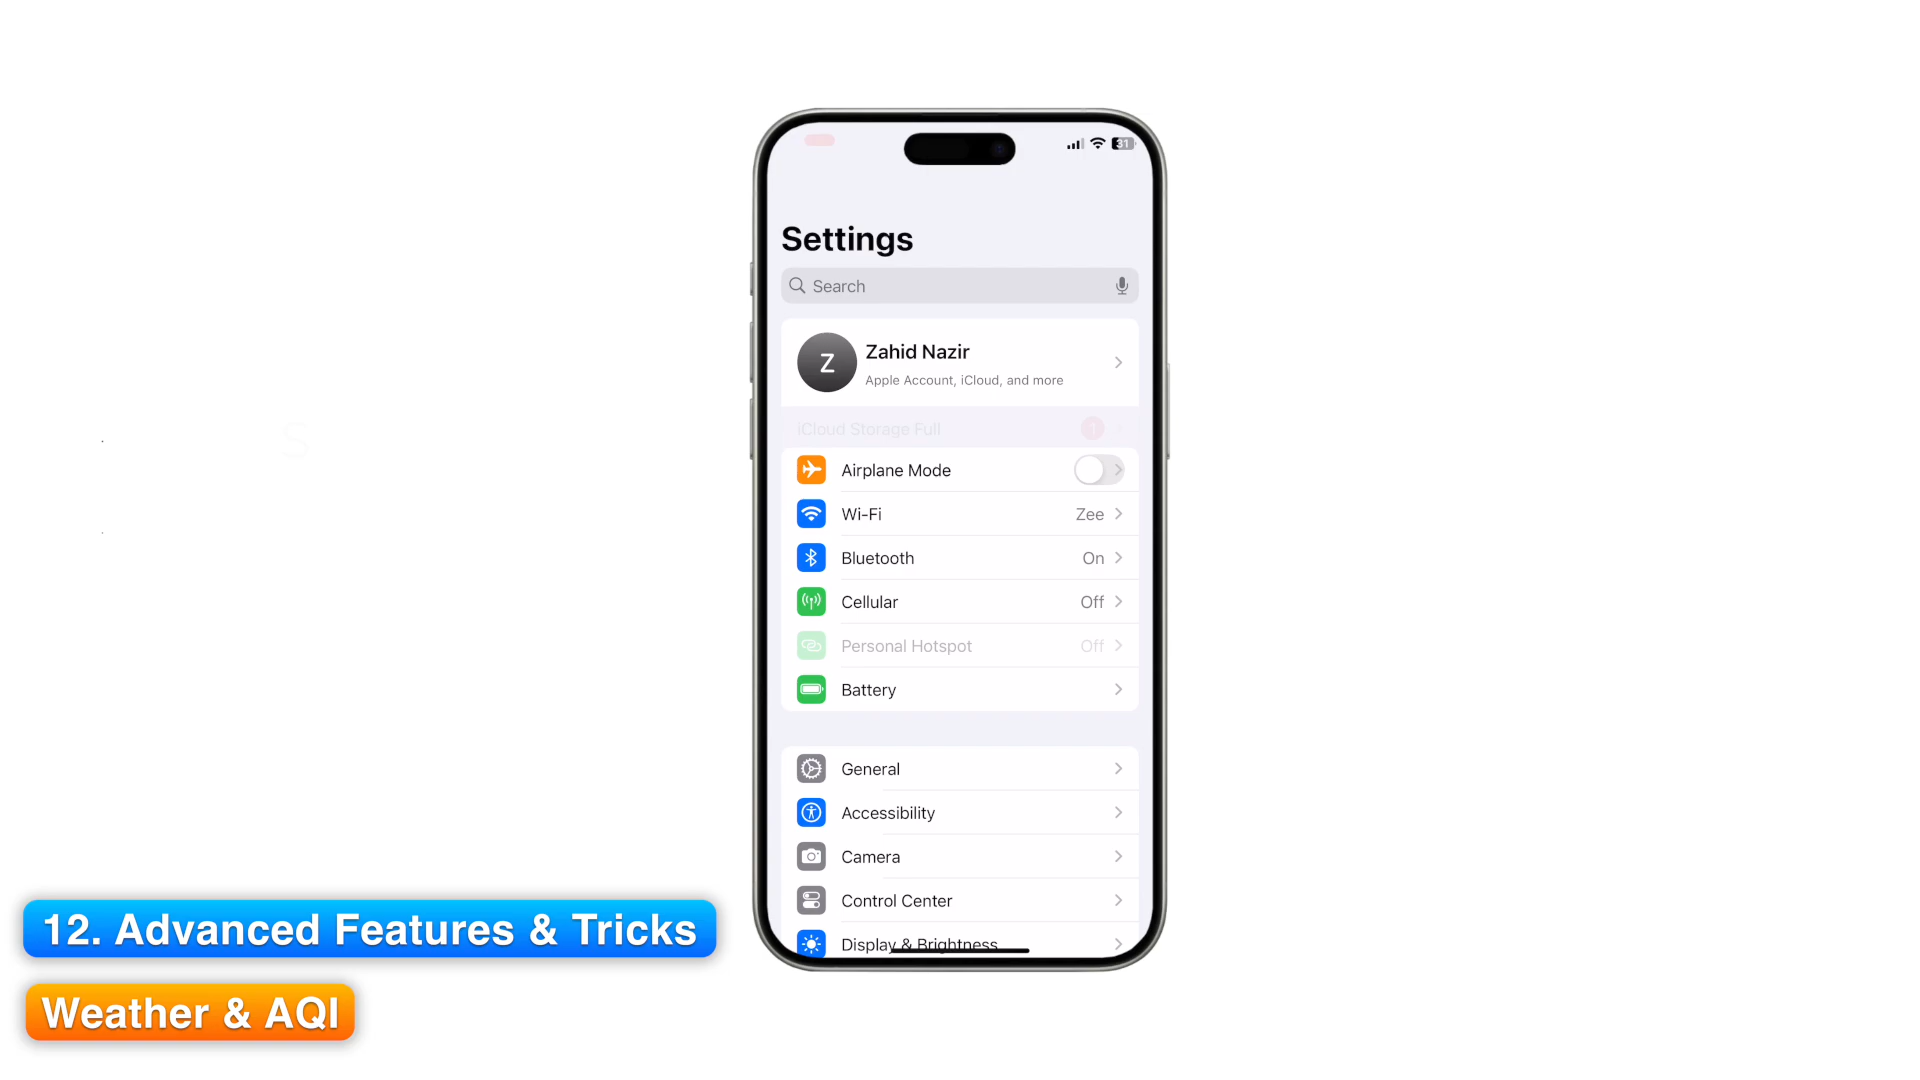 31
Settings
Search
Z
Zahid Nazir
Apple Account, iCloud, and more
iCloud Storage Full
1
Airplane Mode
Wi-Fi
Zee
Bluetooth
On
Cellular
Off
Personal Hotspot
Off
Battery
General
Accessibility
Camera
Control Center
Display & Brightness
S
12. Advanced Features & Tricks
Weather & AQI